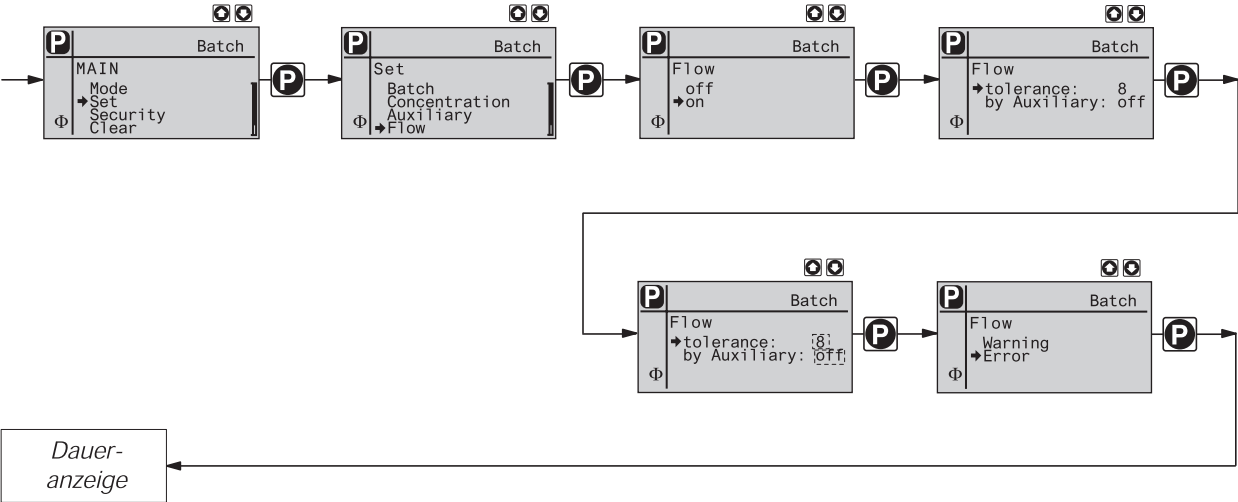 P Batch
MAIN
Mode
➔Set
Security
Φ Clear
P
P Batch
Set
Batch
Concentration
Auxiliary
Φ ➔Flow
P
P Batch
Flow
off
➔on
Φ
P
P Batch
Flow
➔tolerance: 8
by Auxiliary: off
Φ
P
P Batch
Flow
➔tolerance: 8
by Auxiliary: off
Φ
P
P Batch
Flow
Warning
➔Error
Φ
P
Dauer-
anzeige